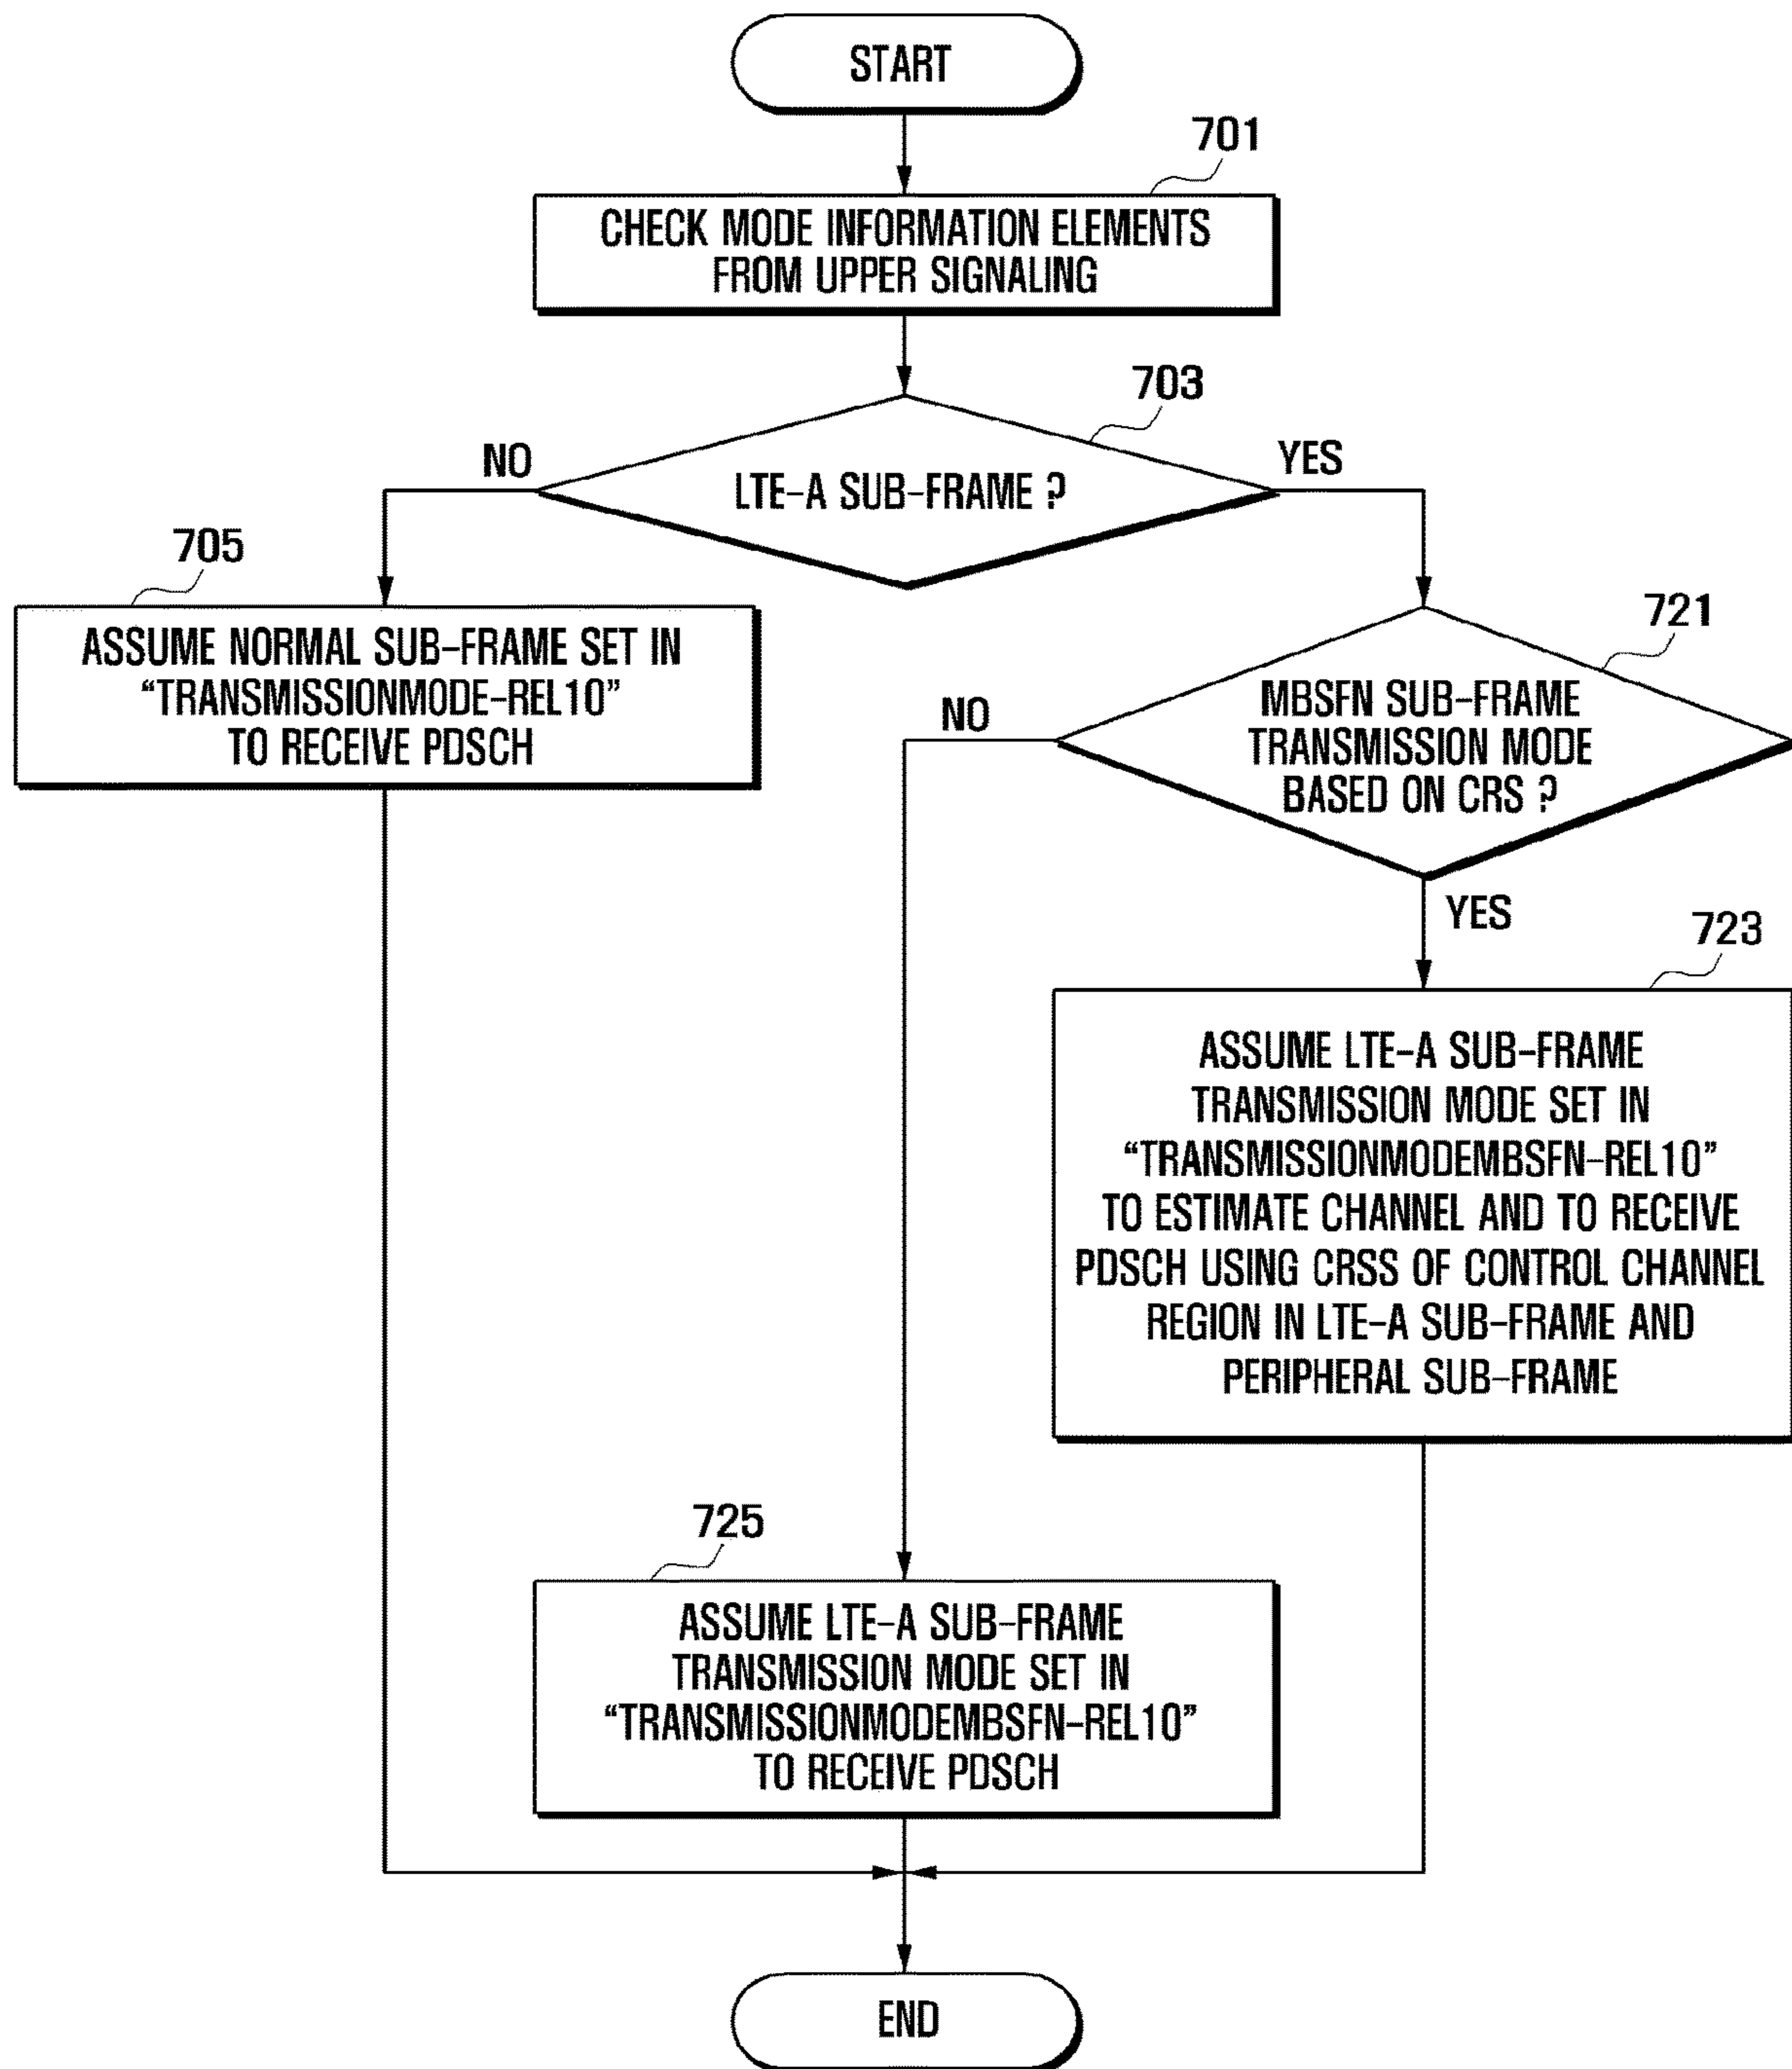 START
701
CHECK MODE INFORMATION ELEMENTS
FROM UPPER SIGNALING
703
NO
YES
LTE-A SUB-FRAME ?
705
ASSUME NORMAL SUB-FRAME SET IN
“TRANSMISSIONMODE-REL10”
TO RECEIVE PDSCH
721
NO
MBSFN SUB-FRAME
TRANSMISSION MODE
BASED ON CRS ?
YES
723
ASSUME LTE-A SUB-FRAME
TRANSMISSION MODE SET IN
“TRANSMISSIONMODEMBSFN-REL10”
TO ESTIMATE CHANNEL AND TO RECEIVE
PDSCH USING CRSS OF CONTROL CHANNEL
REGION IN LTE-A SUB-FRAME AND
PERIPHERAL SUB-FRAME
725
ASSUME LTE-A SUB-FRAME
TRANSMISSION MODE SET IN
“TRANSMISSIONMODEMBSFN-REL10”
TO RECEIVE PDSCH
END